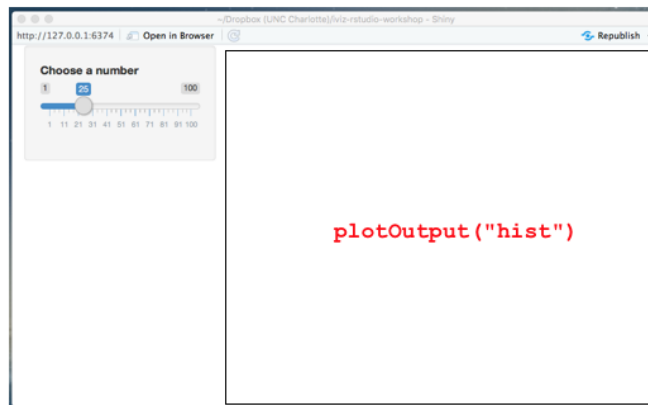 ~/Dropbox (UNC Charlotte)/iviz-rstudio-workshop - Shiny
http://127.0.0.1:6374 Open in Browser Republish
Choose a number
1 25 100
1 11 21 31 41 51 61 71 81 91 100
plotOutput("hist")